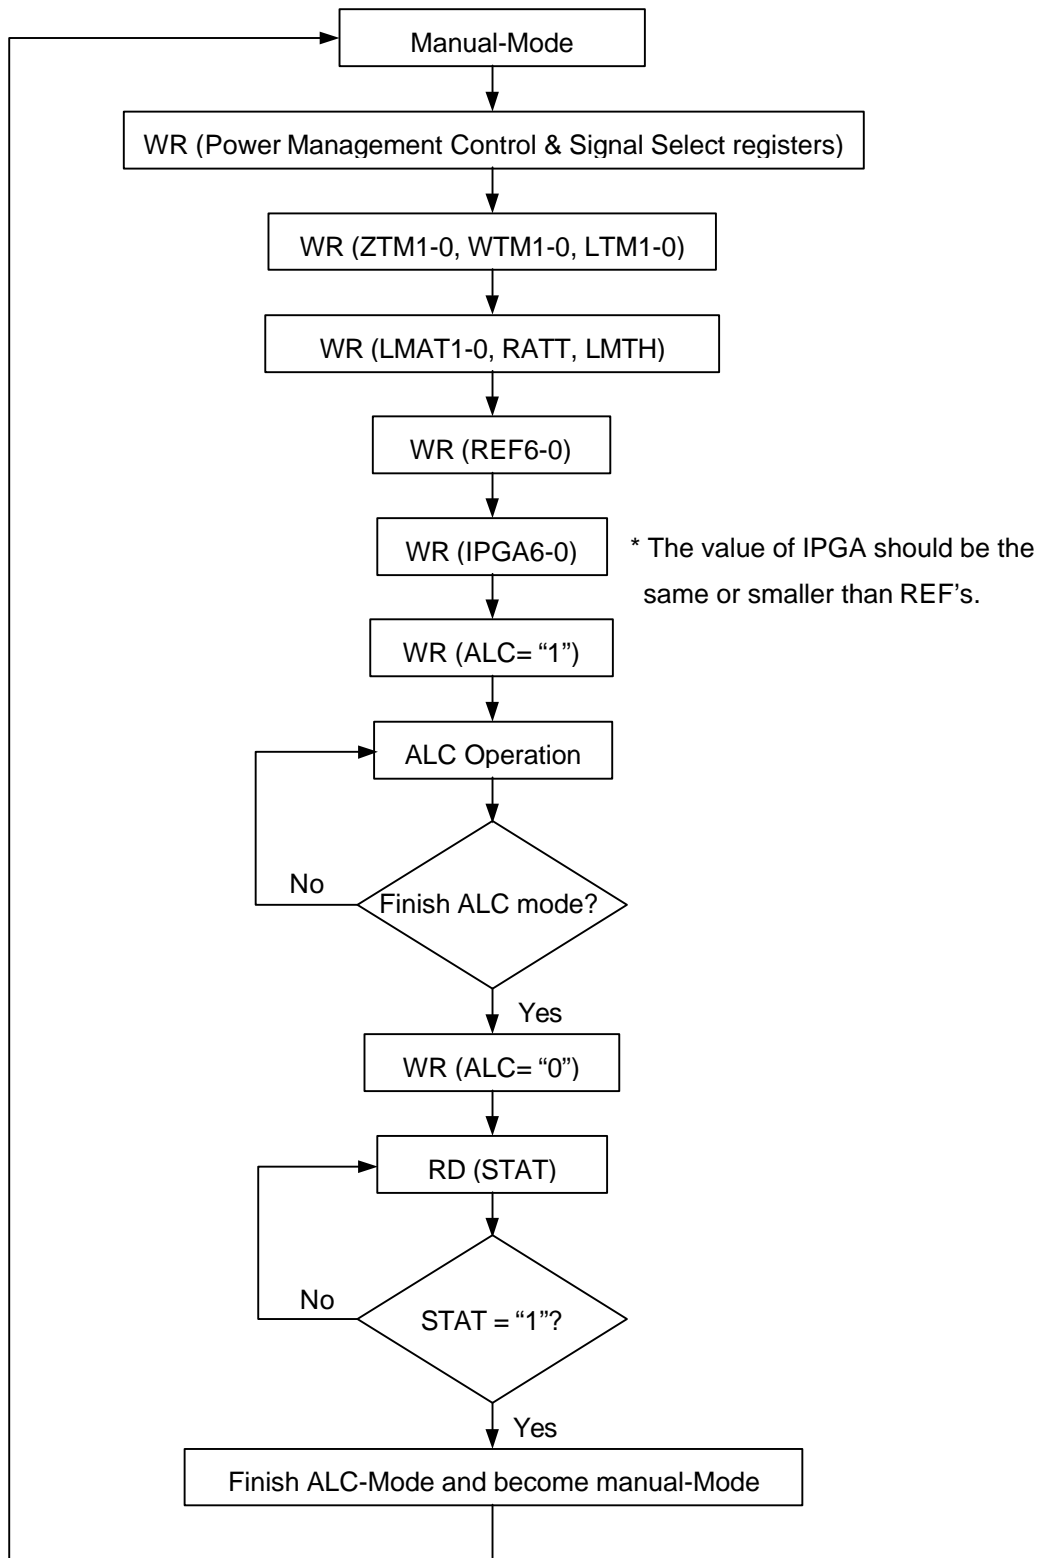 Manual-Mode
WR (Power Management Control & Signal Select registers)
WR (ZTM1-0, WTM1-0, LTM1-0)
WR (LMAT1-0, RATT, LMTH)
WR (REF6-0)
WR (IPGA6-0)
* The value of IPGA should be the
same or smaller than REF's.
WR (ALC= “1”)
ALC Operation
Finish ALC mode?
No
Yes
WR (ALC= “0”)
RD (STAT)
No
STAT = “1”?
Yes
Finish ALC-Mode and become manual-Mode